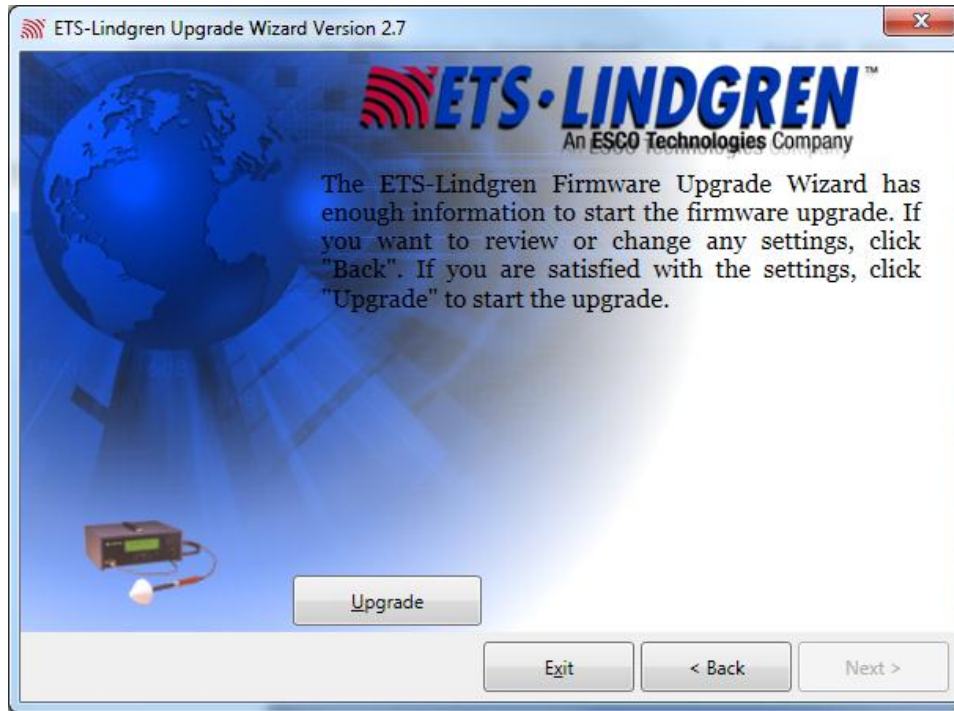 ETS-Lindgren Upgrade Wizard Version 2.7
ETS·LINDGREN™
An ESCO Technologies Company
The ETS-Lindgren Firmware Upgrade Wizard has
enough information to start the firmware upgrade. If
you want to review or change any settings, click
"Back". If you are satisfied with the settings, click
"Upgrade" to start the upgrade.
Upgrade
Exit
< Back
Next >